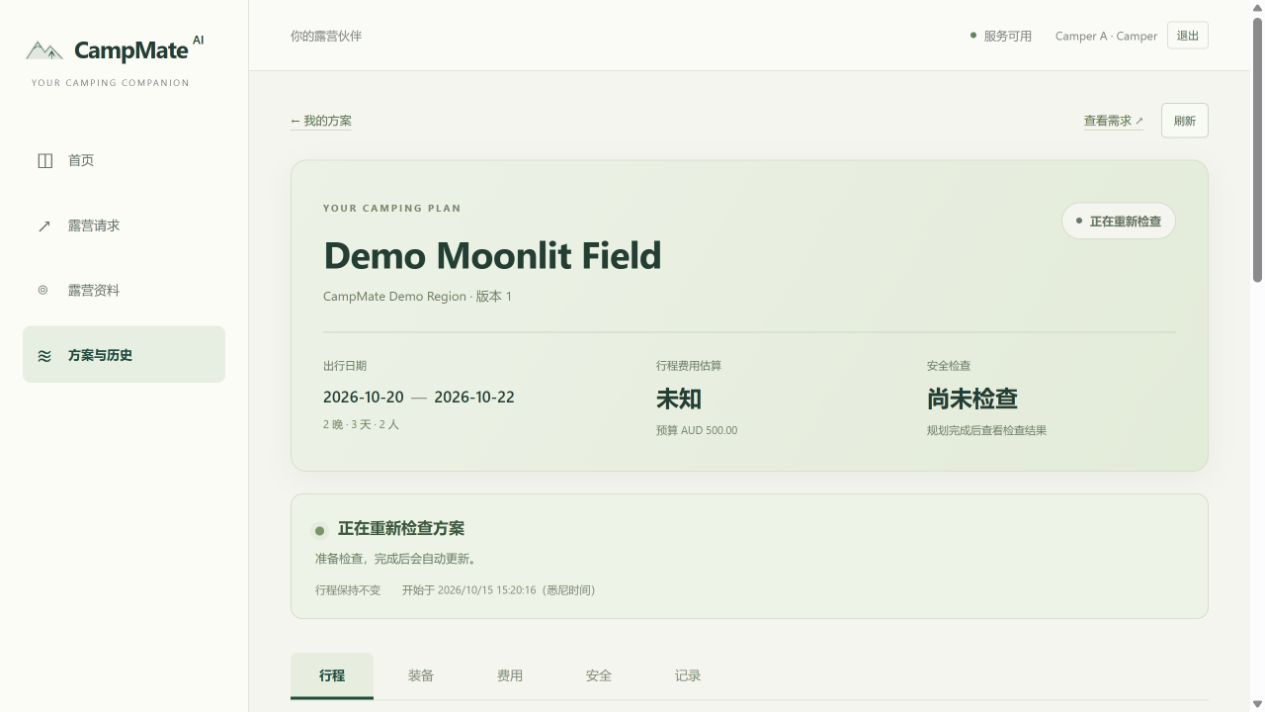 CampMate AI
YOUR CAMPING COMPANION
首页
露营请求
露营资料
方案与历史
你的露营伙伴
服务可用
Camper A · Camper
退出
← 我的方案
查看需求 ↗
刷新
YOUR CAMPING PLAN
正在重新检查
Demo Moonlit Field
CampMate Demo Region · 版本 1
出行日期
行程费用估算
安全检查
2026-10-20 — 2026-10-22
未知
尚未检查
2 晚 · 3 天 · 2 人
预算 AUD 500.00
规划完成后查看检查结果
正在重新检查方案
准备检查，完成后会自动更新。
行程保持不变 开始于 2026/10/15 15:20:16（悉尼时间）
行程
装备
费用
安全
记录